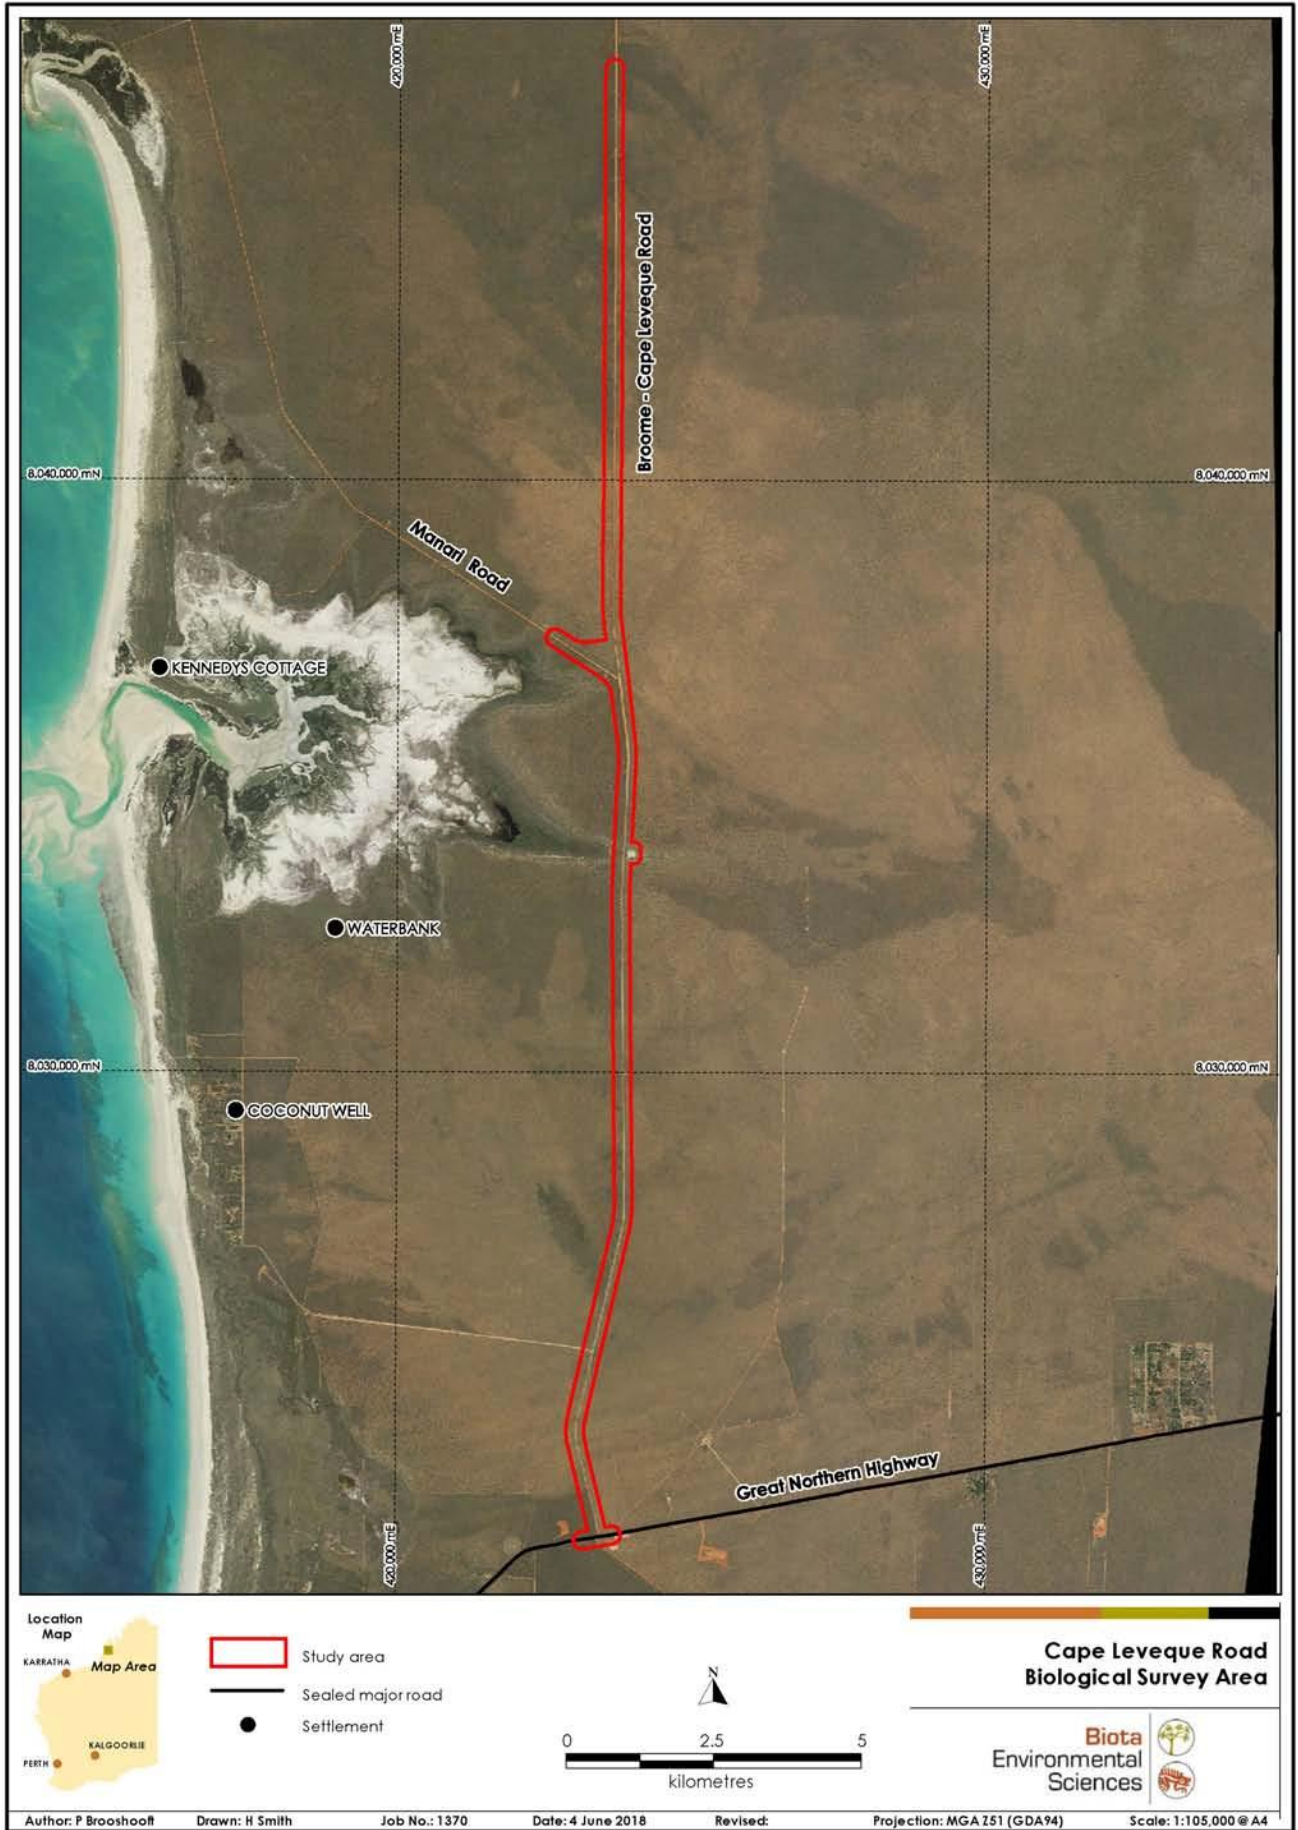 420,000 mE
430,000 mE
Broome - Cape Leveque Road
8,040,000 mN
8,040,000 mN
Manari Road
KENNEDYS COTTAGE
WATERBANK
8,030,000 mN
8,030,000 mN
COCONUT WELL
Great Northern Highway
420,000 mE
430,000 mE
Location
Map
KARRATHA
Map Area
KALGOORLIE
PERTH
Study area
Sealed major road
Settlement
N
0 2.5 5
kilometres
Cape Leveque Road
Biological Survey Area
Biota
Environmental
Sciences
Author: P Brooshooft Drawn: H Smith Job No.: 1370 Date: 4 June 2018 Revised: Projection: MGA Z51 (GDA94) Scale: 1:105,000 @ A4